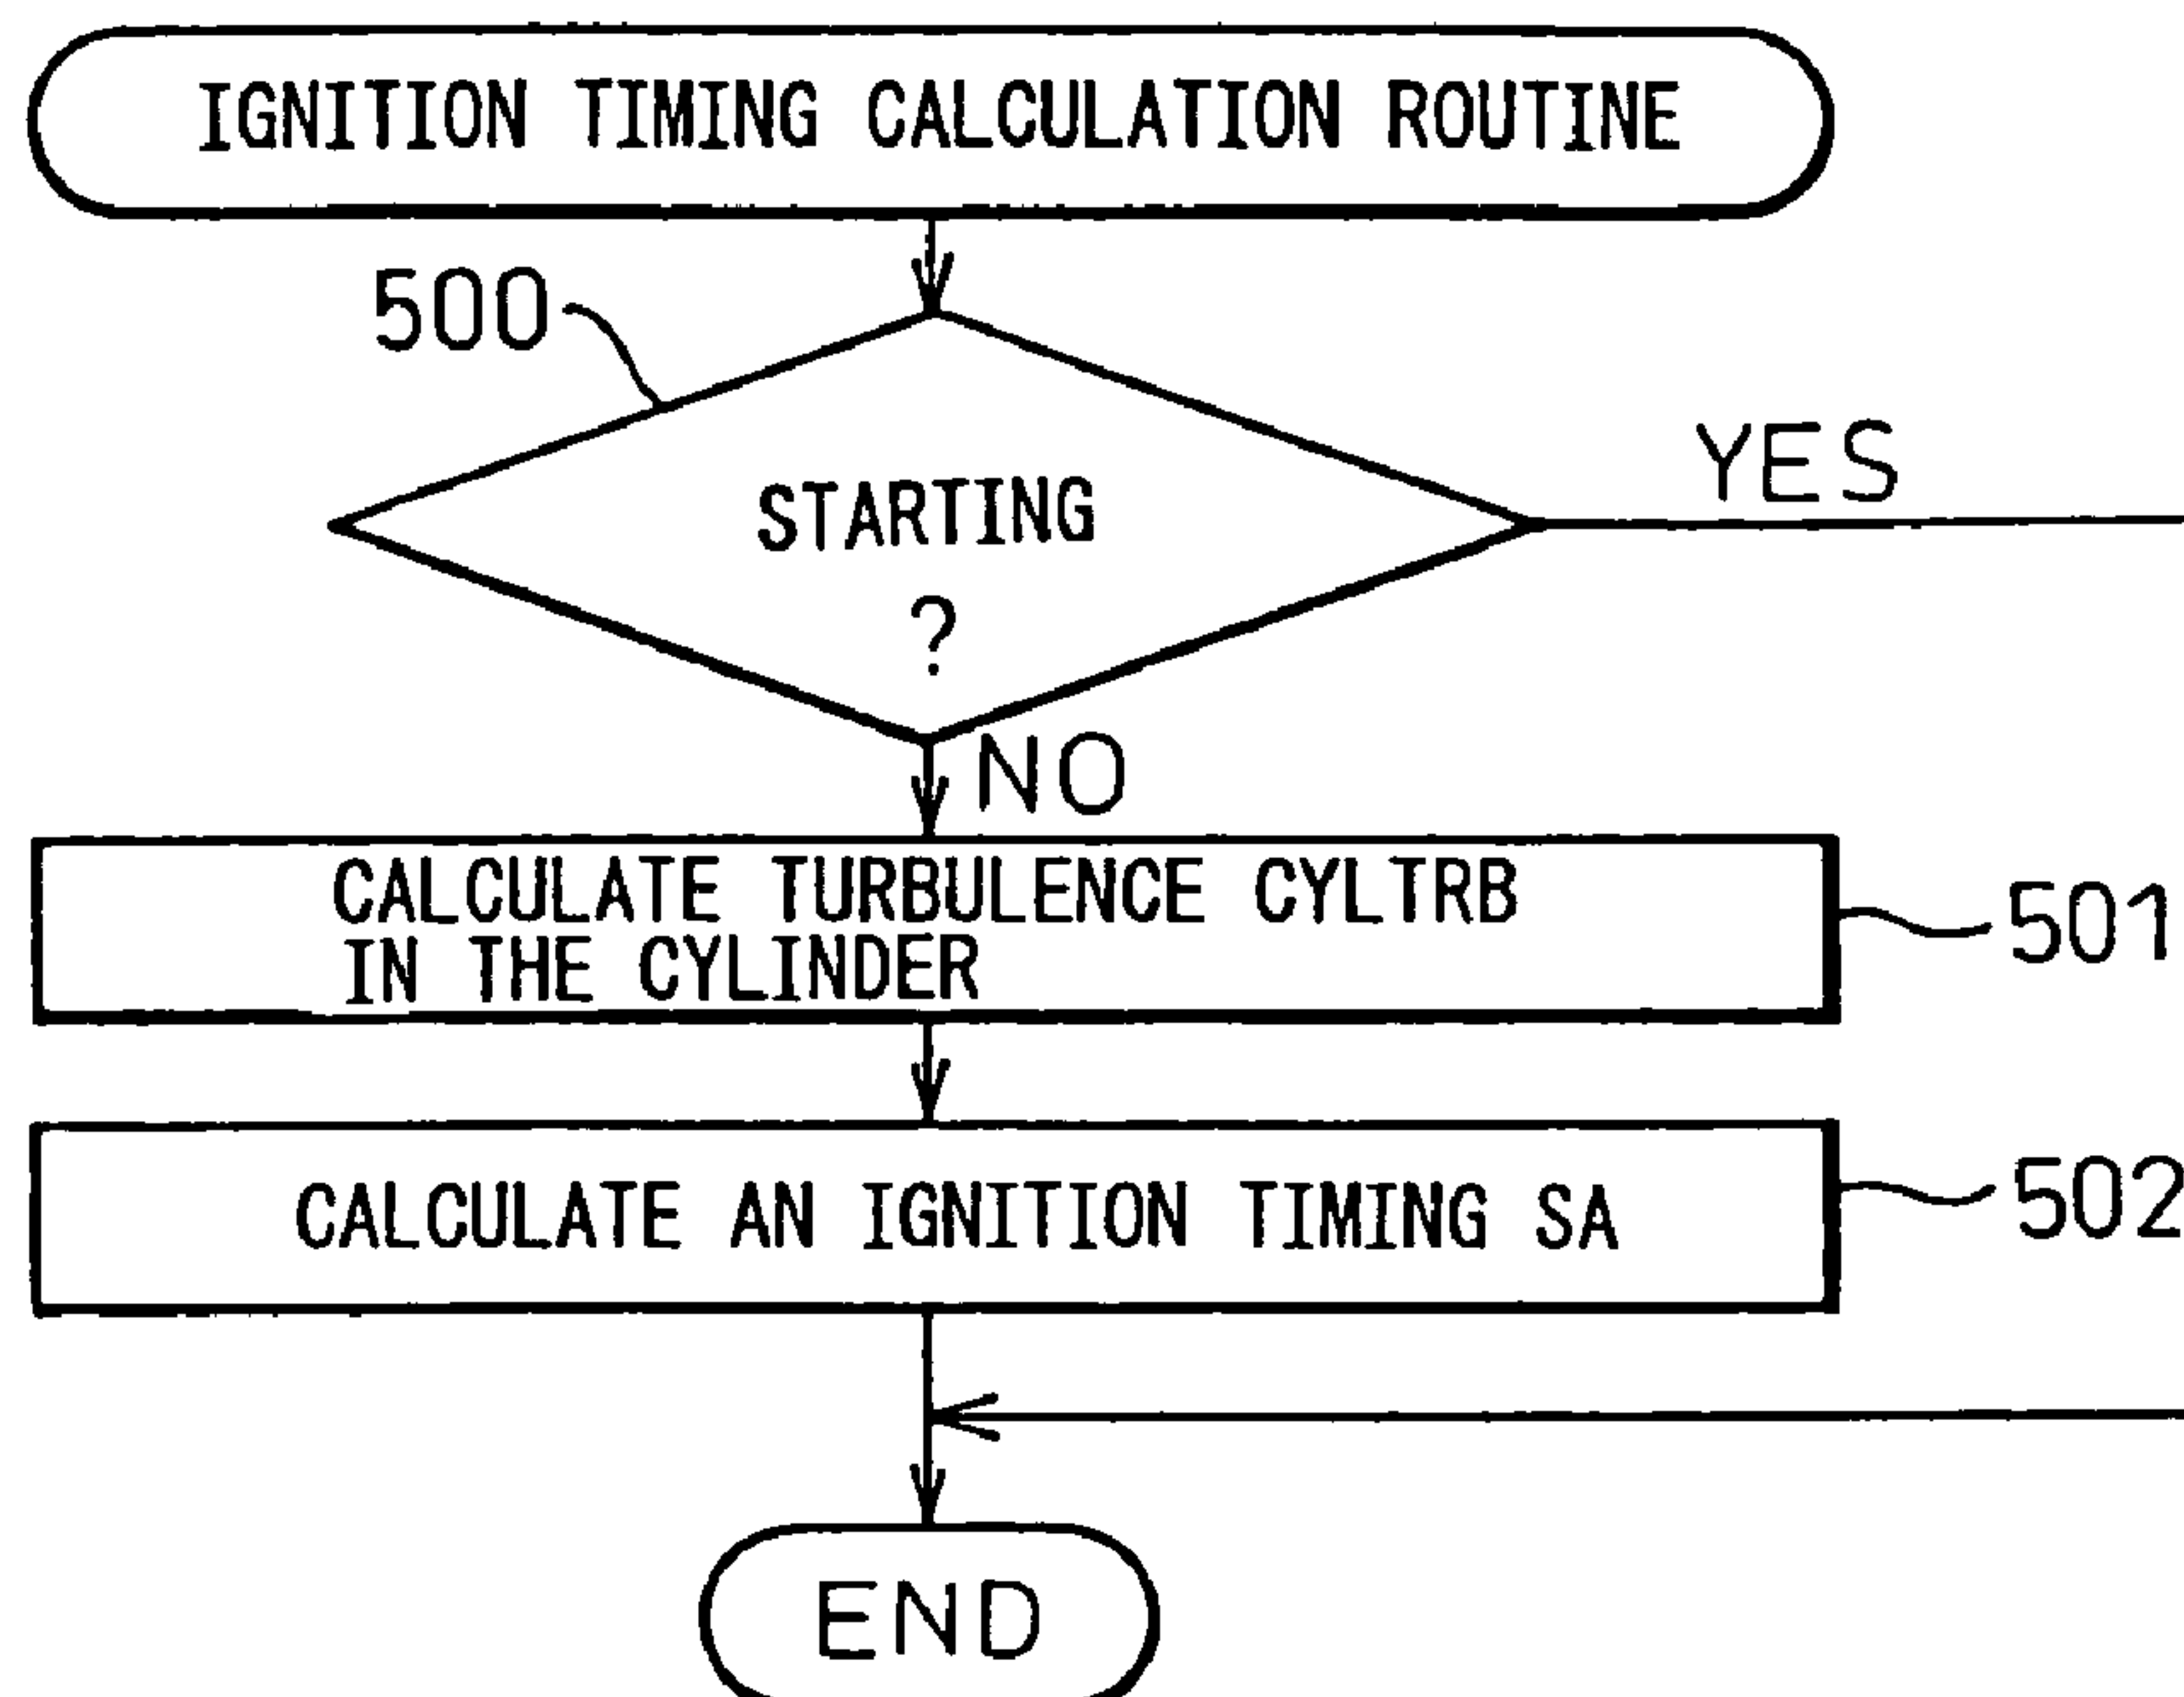 IGNITION TIMING CALCULATION ROUTINE
500
STARTING
?
YES
NO
CALCULATE TURBULENCE CYLTRB
IN THE CYLINDER
501
CALCULATE AN IGNITION TIMING SA
502
END